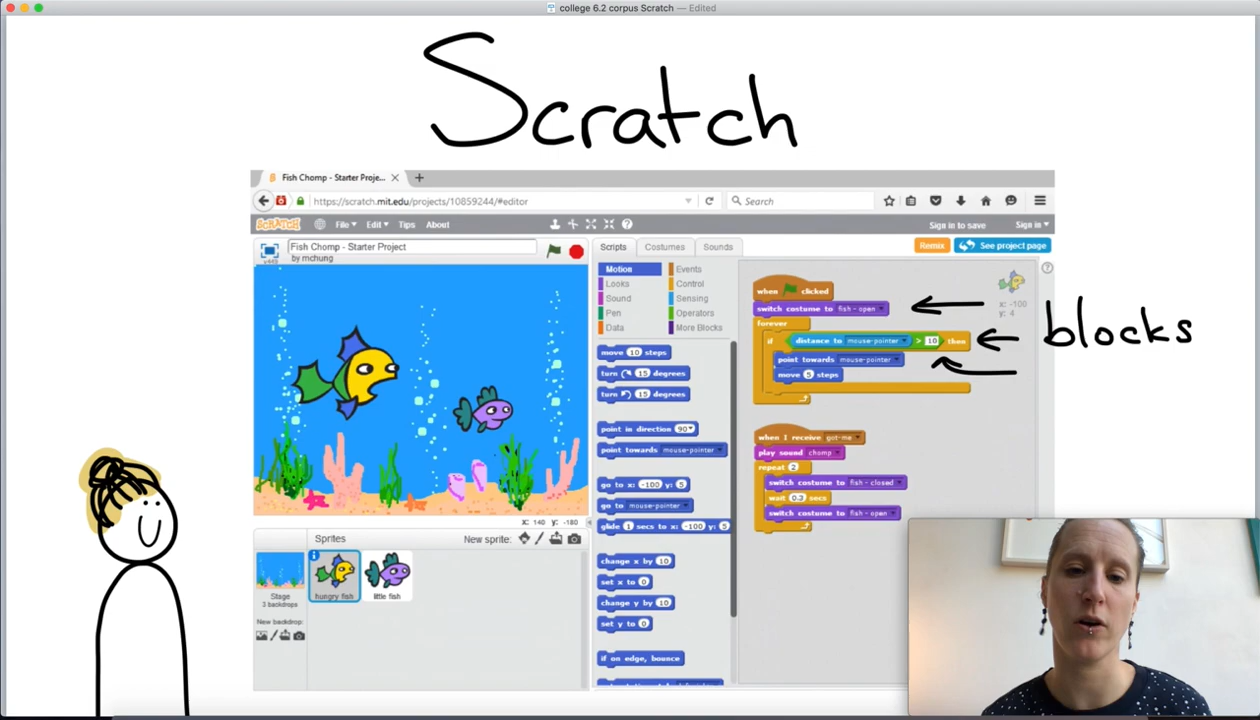 college 6.2 corpus Scratch — Edited
Scratch
Fish Chomp - Starter Proje...
https://scratch.mit.edu/projects/10859244/#editor
Search
SCRATCH
File
Edit
Tips
About
Sign in to save
Sign in
Fish Chomp - Starter Project
by mchung
Scripts
Costumes
Sounds
Remix
See project page
Motion
Events
Looks
Control
Sound
Sensing
Pen
Operators
Data
More Blocks
move 10 steps
turn 15 degrees
turn 15 degrees
point in direction 90
point towards mouse-pointer
go to x: -100 y: 5
go to mouse-pointer
glide 1 secs to x: -100 y: 5
change x by 10
set x to 0
change y by 10
set y to 0
if on edge, bounce
when clicked
switch costume to fish - open
forever
if distance to mouse-pointer > 10 then
point towards mouse-pointer
move 5 steps
when I receive got-me
play sound chomp
repeat 2
switch costume to fish - closed
wait 0.3 secs
switch costume to fish - open
x: -100
y: 4
blocks
x: 140 y: -180
Sprites
New sprite:
Stage
3 backdrops
New backdrop:
hungry fish
little fish